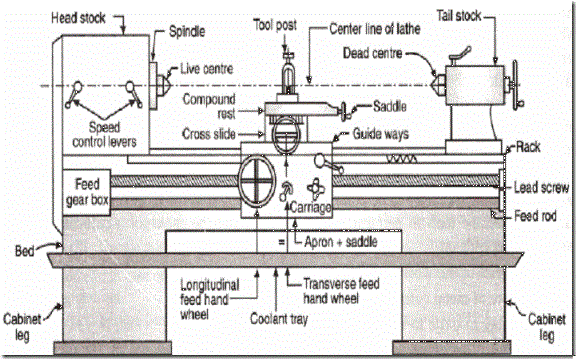 Head stock
Spindle
Live centre
Speed
control levers
Tool post
Center line of lathe
Dead centre
Tail stock
Compound
rest
Saddle
Cross slide
Guide ways
Rack
Feed
gear box
Carriage
Lead screw
Feed rod
Bed
Apron + saddle
Longitudinal
feed hand
wheel
Transverse feed
hand wheel
Coolant tray
Cabinet
leg
Cabinet
leg